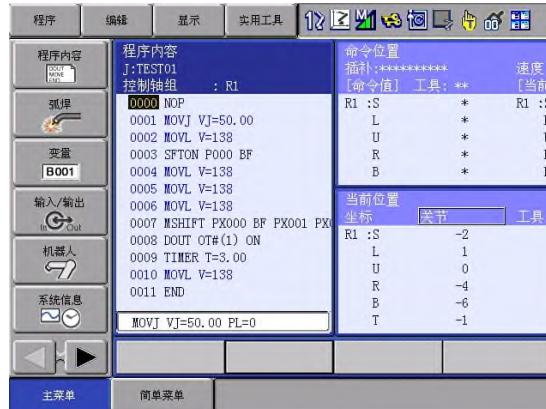 程序 编辑 显示 实用工具
程序内容
弧焊
变量
B001
输入/输出
In Out
机器人
系统信息
主菜单 简单菜单
程序内容
J:TEST01
控制轴组 : R1
0000 NOP
0001 MOVJ VJ=50.00
0002 MOVL V=138
0003 SFTON P000 BF
0004 MOVL V=138
0005 MOVL V=138
0006 MOVL V=138
0007 MSHIFT PX000 BF PX001 PX
0008 DOUT OT#(1) ON
0009 TIMER T=3.00
0010 MOVL V=138
0011 END
MOVJ VJ=50.00 PL=0
命令位置
插补:********** 速度
[命令值] 工具: ** [当前
R1 :S * R1 :
L *
U *
R *
B *
当前位置
坐标 关节 工具
R1 :S -2
L 1
U 0
R -4
B -6
T -1